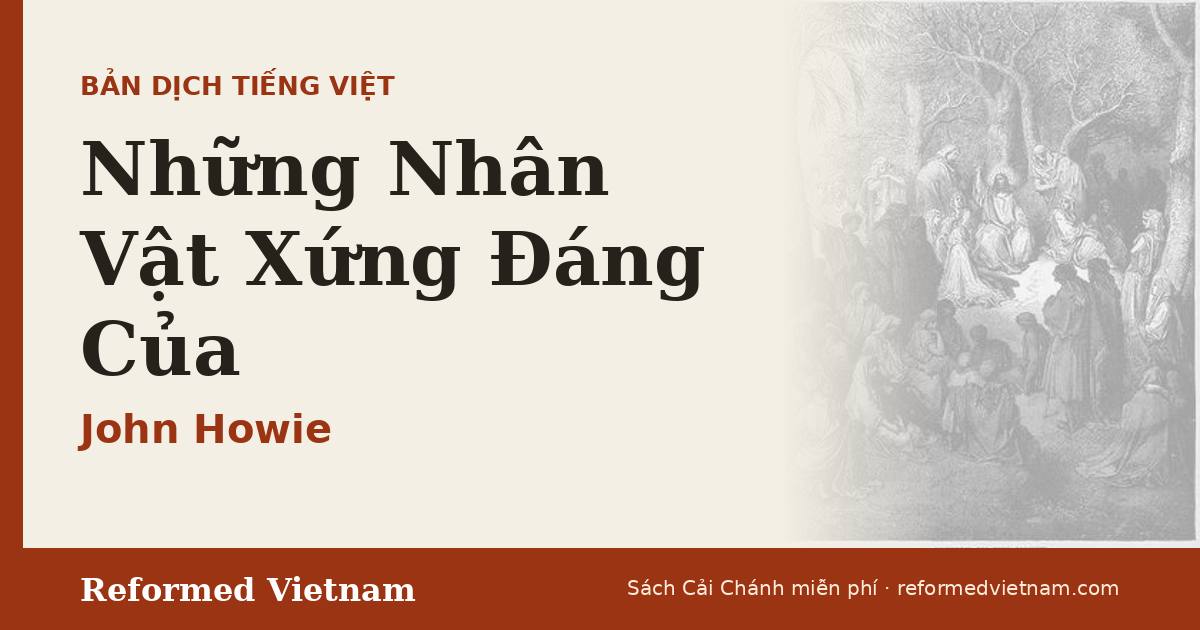 BẢN DỊCH TIẾNG VIỆT
Những Nhân
Vật Xứng Đáng
Của
John Howie
Reformed Vietnam
Sách Cải Chánh miễn phí · reformedvietnam.com